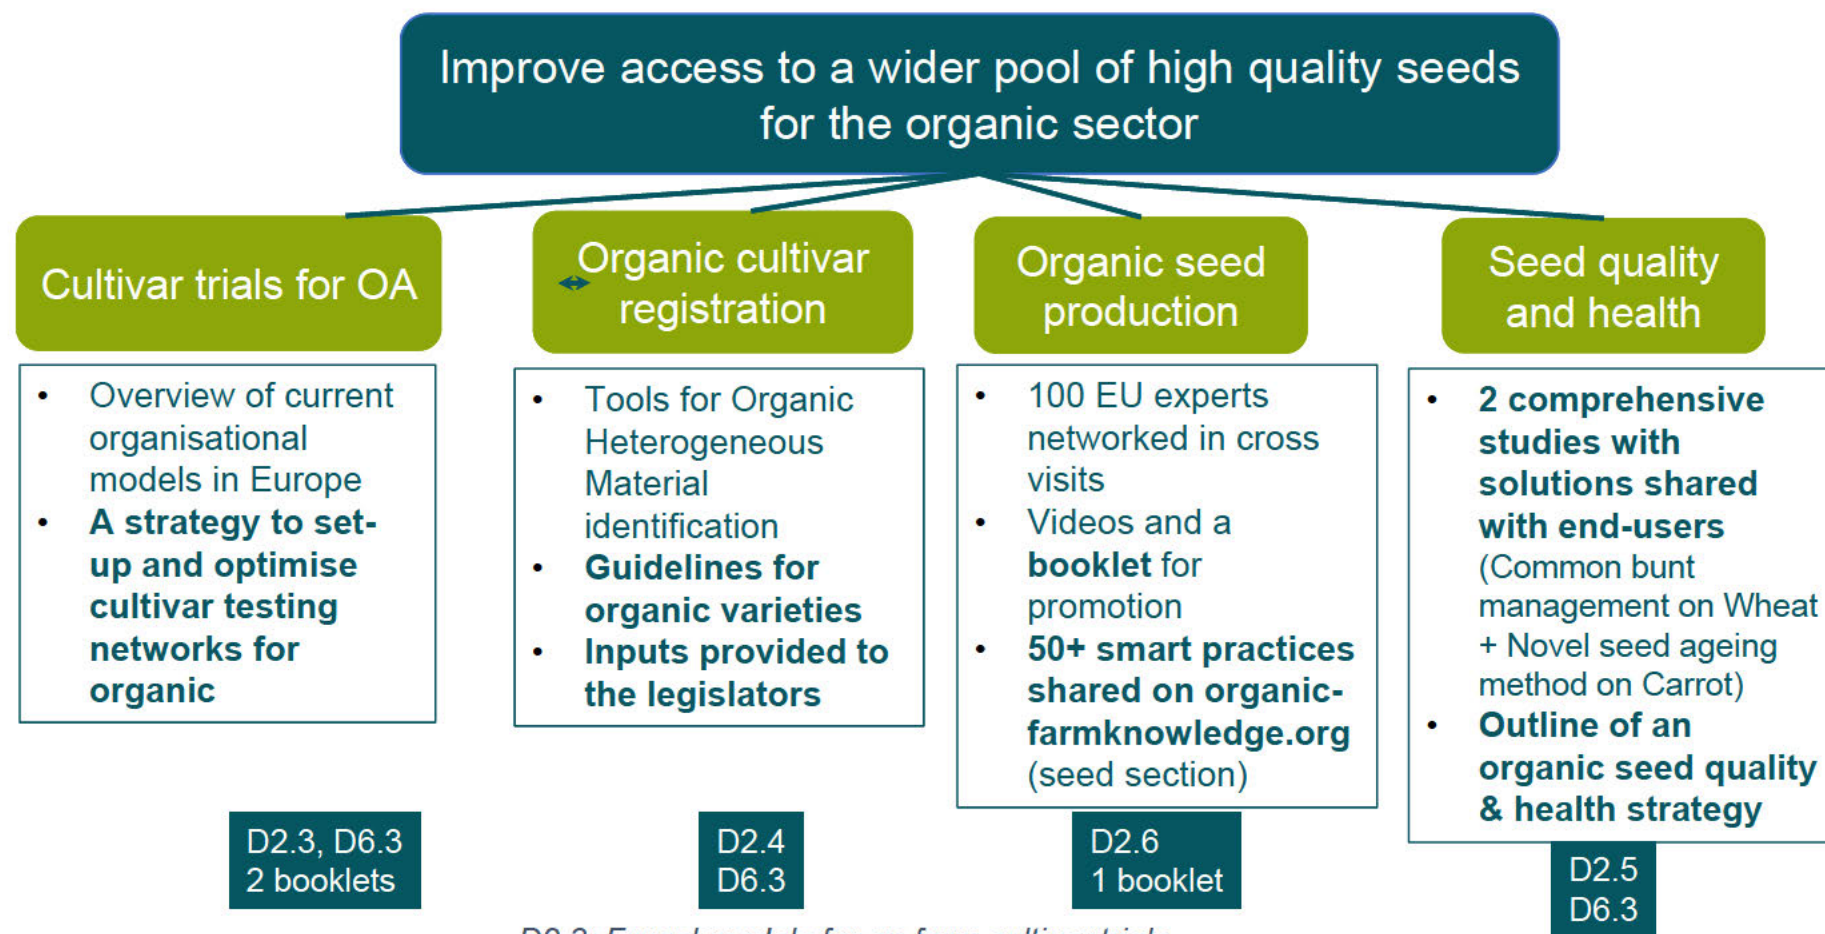 Improve access to a wider pool of high quality seeds
for the organic sector
Cultivar trials for OA
Organic cultivar
registration
Organic seed
production
Seed quality
and health
• Overview of current
organisational
models in Europe
• A strategy to set-
up and optimise
cultivar testing
networks for
organic
• Tools for Organic
Heterogeneous
Material
identification
• Guidelines for
organic varieties
• Inputs provided to
the legislators
• 100 EU experts
networked in cross
visits
• Videos and a
booklet for
promotion
• 50+ smart practices
shared on organic-
farmknowledge.org
(seed section)
• 2 comprehensive
studies with
solutions shared
with end-users
(Common bunt
management on Wheat
+ Novel seed ageing
method on Carrot)
• Outline of an
organic seed quality
& health strategy
D2.3, D6.3
2 booklets
D2.4
D6.3
D2.6
1 booklet
D2.5
D6.3